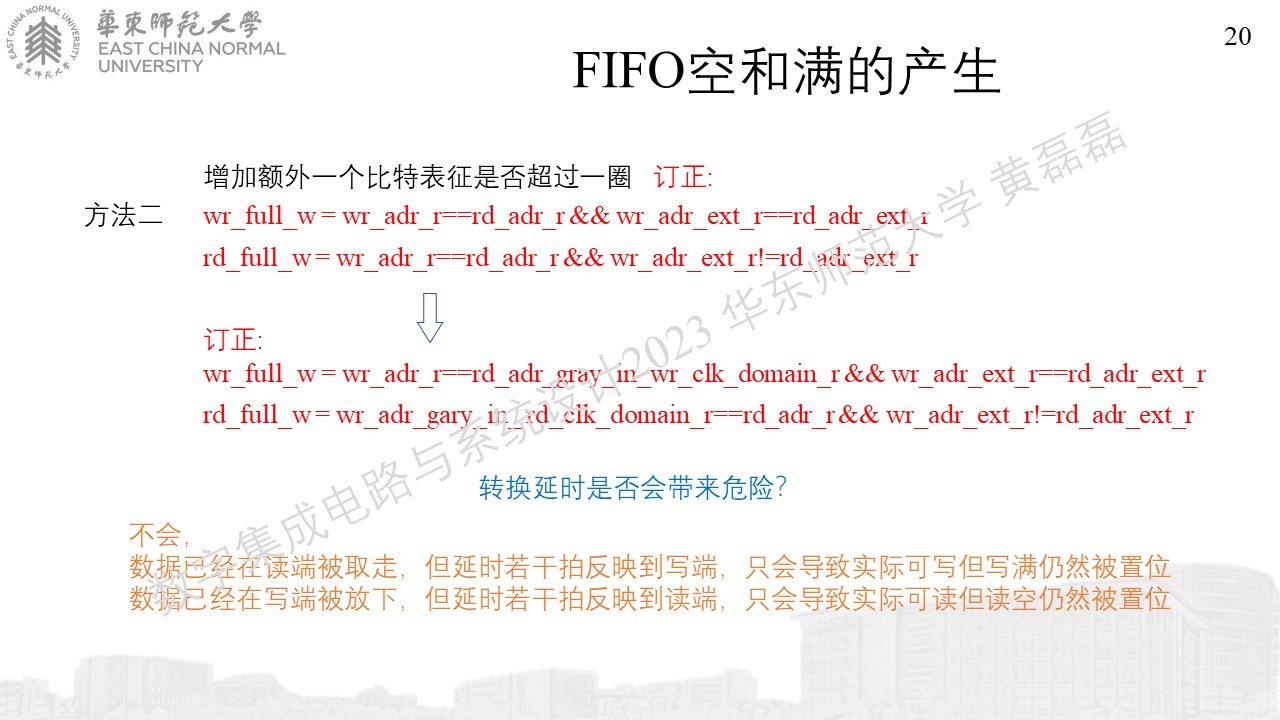 華東師范大學
EAST CHINA NORMAL
UNIVERSITY
EAST CHINA NORMAL UNIVERSITY
華東师范大學
20
FIFO空和满的产生
增加额外一个比特表征是否超过一圈 订正:
方法二
wr_full_w = wr_adr_r==rd_adr_r && wr_adr_ext_r==rd_adr_ext_r
rd_full_w = wr_adr_r==rd_adr_r && wr_adr_ext_r!=rd_adr_ext_r
订正:
wr_full_w = wr_adr_r==rd_adr_gray_in_wr_clk_domain_r && wr_adr_ext_r==rd_adr_ext_r
rd_full_w = wr_adr_gary_in_rd_clk_domain_r==rd_adr_r && wr_adr_ext_r!=rd_adr_ext_r
转换延时是否会带来危险?
不会，
数据已经在读端被取走，但延时若干拍反映到写端，只会导致实际可写但写满仍然被置位
数据已经在写端被放下，但延时若干拍反映到读端，只会导致实际可读但读空仍然被置位
数字集成电路与系统设计2023 华东师范大学 黄磊磊